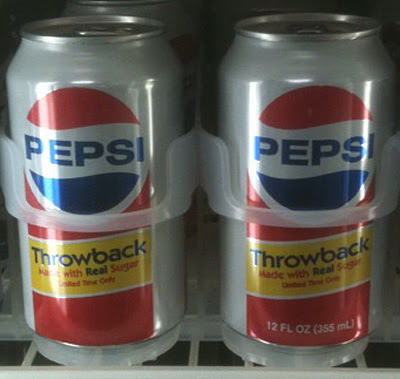 PEPSI
Throwback
Made with Real Sugar
Limited Time Only
PEPSI
Throwback
Made with Real Sugar
Limited Time Only
12 FL OZ (355 mL)